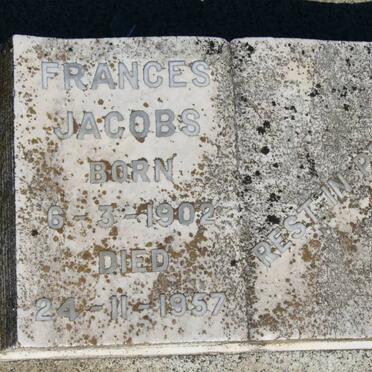 FRANCES
JACOBS
BORN
6-3-1902
DIED
24-11-1957
REST IN